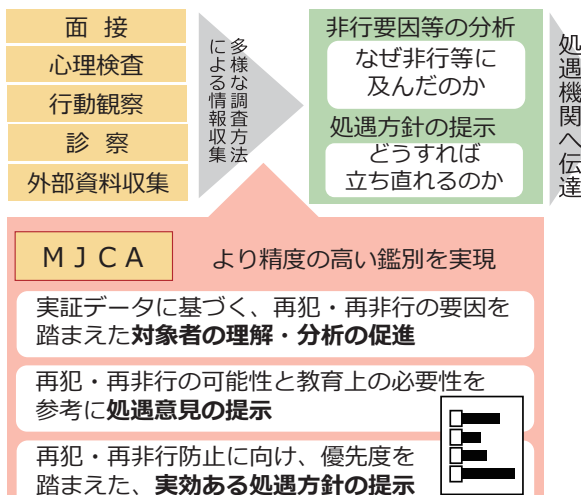 面 接
心理検査
行動観察
診 察
外部資料収集
多様な調査方法
による情報収集
非行要因等の分析
なぜ非行等に
及んだのか
処遇方針の提示
どうすれば
立ち直れるのか
処遇機関へ伝達
ＭＪＣＡ
より精度の高い鑑別を実現
実証データに基づく、再犯・再非行の要因を
踏まえた対象者の理解・分析の促進
再犯・再非行の可能性と教育上の必要性を
参考に処遇意見の提示
再犯・再非行防止に向け、優先度を
踏まえた、実効ある処遇方針の提示